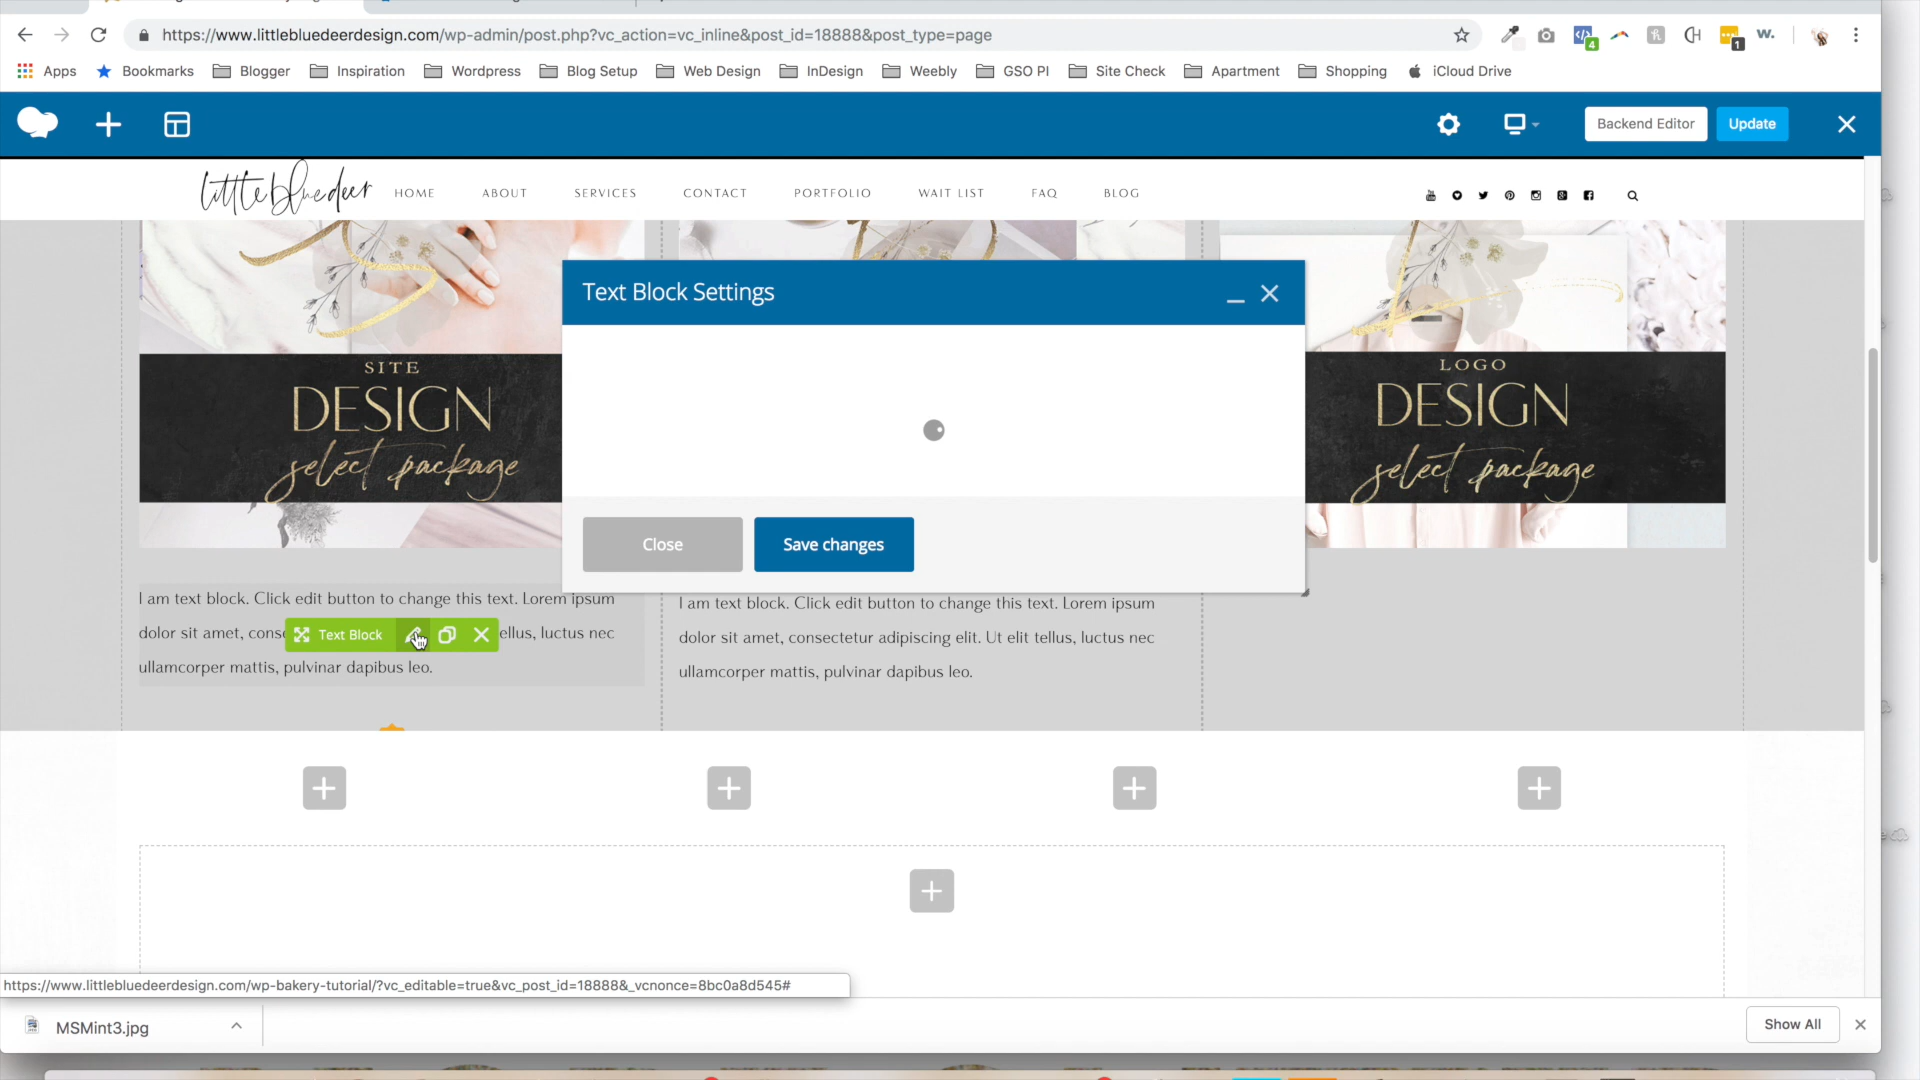 https://www.littlebluedeerdesign.com/wp-admin/post.php?vc_action=vc_inline&post_id=18888&post_type=page
4
1
Apps
Bookmarks
Blogger
Inspiration
Wordpress
Blog Setup
Web Design
InDesign
Weebly
GSO PI
Site Check
Apartment
Shopping
iCloud Drive
Backend Editor
Update
littlebluedeer
HOME
ABOUT
SERVICES
CONTACT
PORTFOLIO
WAIT LIST
FAQ
BLOG
Text Block Settings
SITE
DESIGN
select package
LOGO
DESIGN
select package
Close
Save changes
I am text block. Click edit button to change this text. Lorem ipsum
dolor sit amet, ellus, luctus nec
Text Block
ullamcorper mattis, pulvinar dapibus leo.
I am text block. Click edit button to change this text. Lorem ipsum
dolor sit amet, consectetur adipiscing elit. Ut elit tellus, luctus nec
ullamcorper mattis, pulvinar dapibus leo.
https://www.littlebluedeerdesign.com/wp-bakery-tutorial/?vc_editable=true&vc_post_id=18888&_vcnonce=8bc0a8d545#
MSMint3.jpg
Show All